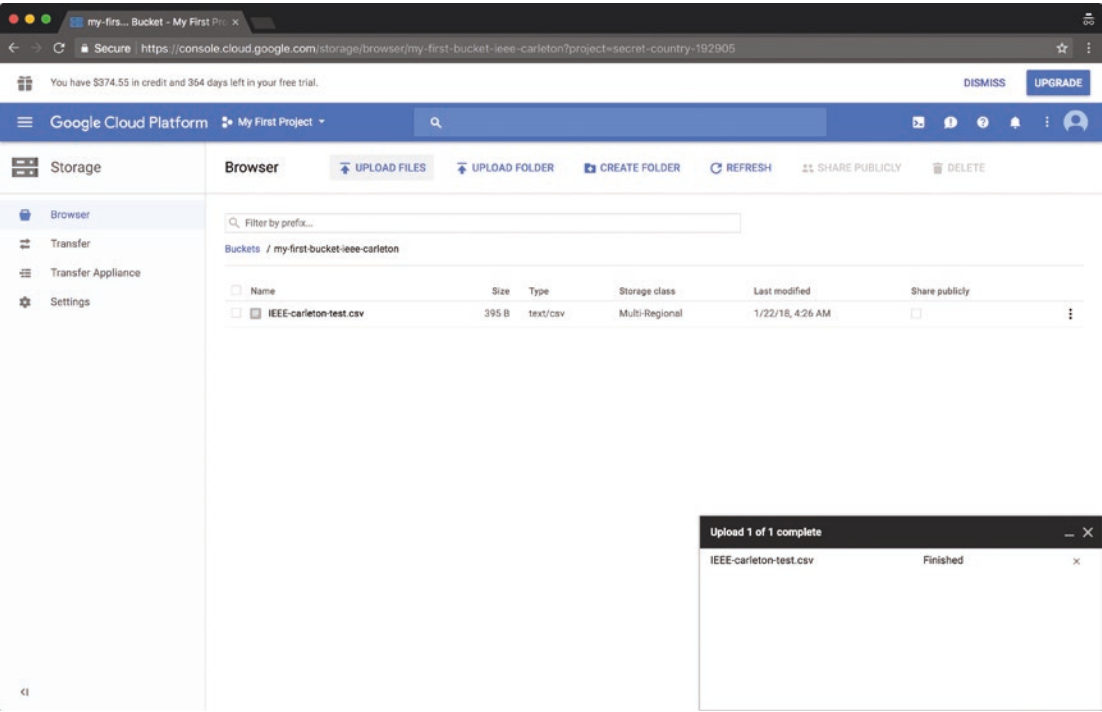 my-firs... Bucket - My First Pro
Secure https://console.cloud.google.com/storage/browser/my-first-bucket-ieee-carleton?project=secret-country-192905
You have $374.55 in credit and 364 days left in your free trial. DISMISS UPGRADE
Google Cloud Platform My First Project
Storage Browser UPLOAD FILES UPLOAD FOLDER CREATE FOLDER REFRESH SHARE PUBLICLY DELETE
Browser
Transfer
Transfer Appliance
Settings
Filter by prefix...
Buckets / my-first-bucket-ieee-carleton
Name Size Type Storage class Last modified Share publicly
IEEE-carleton-test.csv 395 B text/csv Multi-Regional 1/22/18, 4:26 AM
Upload 1 of 1 complete
IEEE-carleton-test.csv Finished